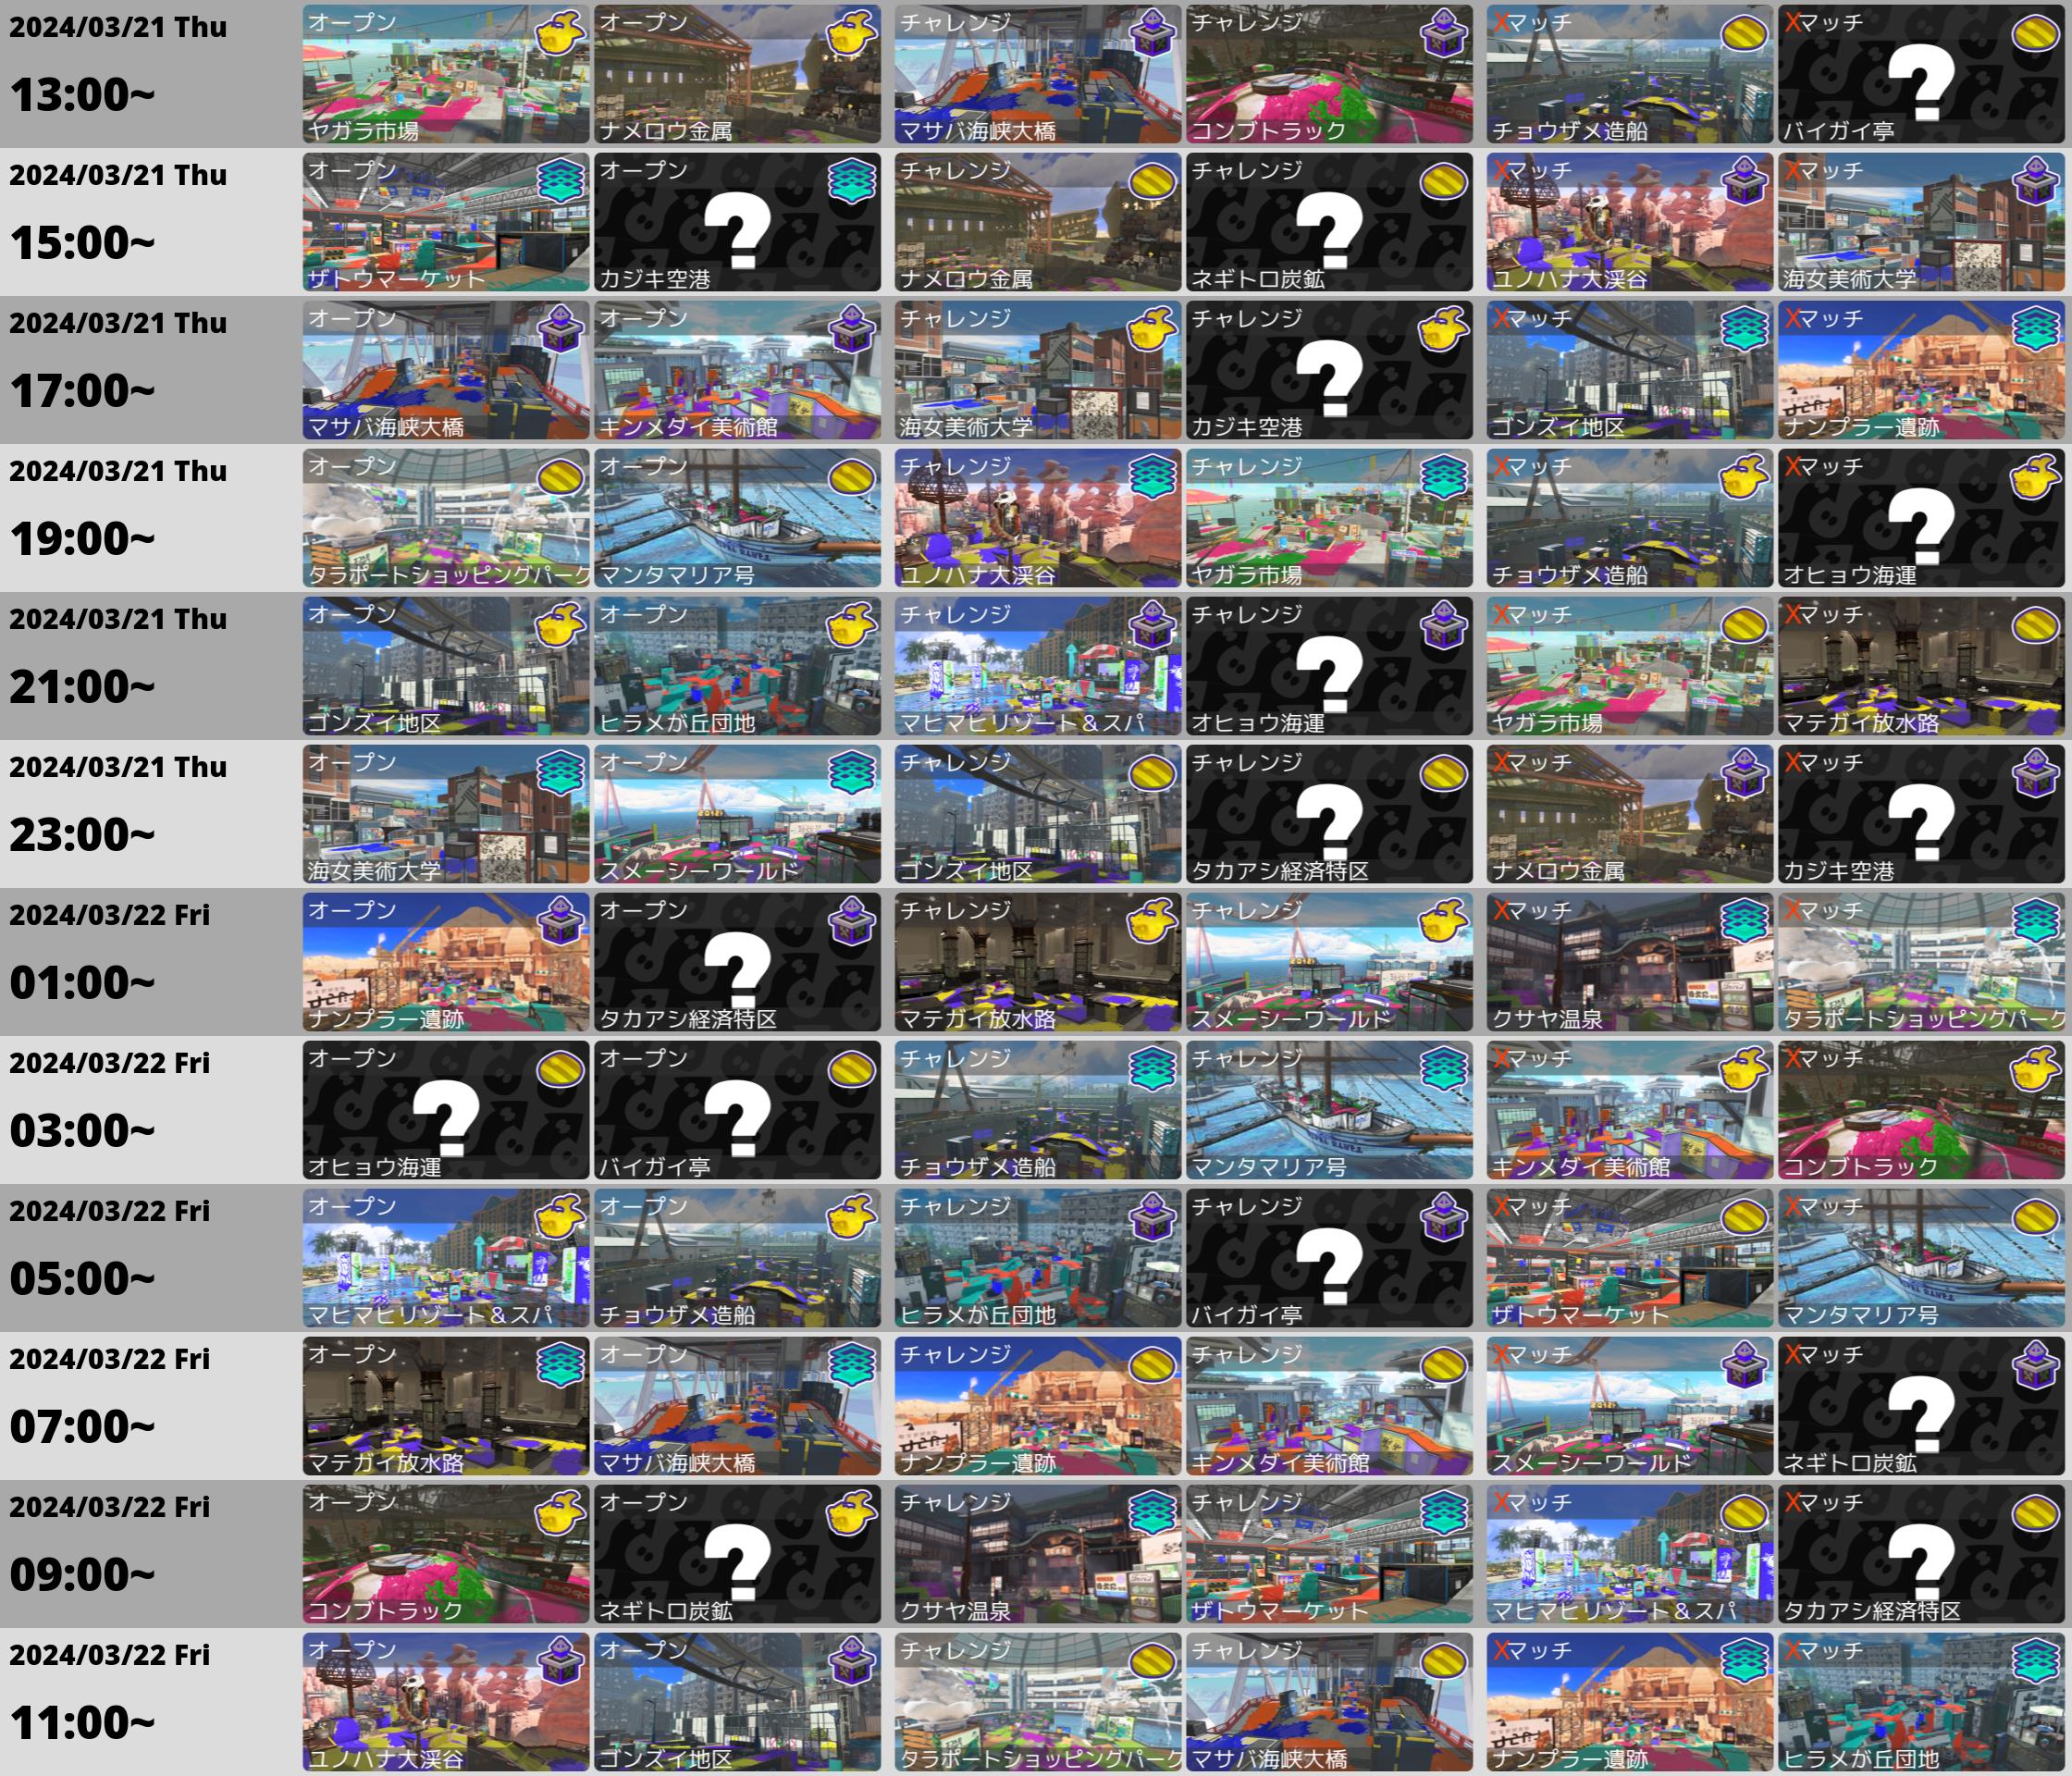 2024/03/21 Thu
13:00~
オープン
ヤガラ市場
オープン
ナメロウ金属
チャレンジ
マサバ海峡大橋
チャレンジ
コンブトラック
Xマッチ
チョウザメ造船
Xマッチ
バイガイ亭
2024/03/21 Thu
15:00~
オープン
ザトウマーケット
オープン
カジキ空港
チャレンジ
ナメロウ金属
チャレンジ
ネギトロ炭鉱
Xマッチ
ユノハナ大渓谷
Xマッチ
海女美術大学
2024/03/21 Thu
17:00~
オープン
マサバ海峡大橋
オープン
キンメダイ美術館
チャレンジ
海女美術大学
チャレンジ
カジキ空港
Xマッチ
ゴンズイ地区
Xマッチ
ナンプラー遺跡
2024/03/21 Thu
19:00~
オープン
タラポートショッピングパーク
オープン
マンタマリア号
チャレンジ
ユノハナ大渓谷
チャレンジ
ヤガラ市場
Xマッチ
チョウザメ造船
Xマッチ
オヒョウ海運
2024/03/21 Thu
21:00~
オープン
ゴンズイ地区
オープン
ヒラメが丘団地
チャレンジ
マヒマヒリゾート&スパ
チャレンジ
オヒョウ海運
Xマッチ
ヤガラ市場
Xマッチ
マテガイ放水路
2024/03/21 Thu
23:00~
オープン
海女美術大学
オープン
スメーシーワールド
チャレンジ
ゴンズイ地区
チャレンジ
タカアシ経済特区
Xマッチ
ナメロウ金属
Xマッチ
カジキ空港
2024/03/22 Fri
01:00~
オープン
ナンプラー遺跡
オープン
タカアシ経済特区
チャレンジ
マテガイ放水路
チャレンジ
スメーシーワールド
Xマッチ
クサヤ温泉
Xマッチ
タラポートショッピングパーク
2024/03/22 Fri
03:00~
オープン
オヒョウ海運
オープン
バイガイ亭
チャレンジ
チョウザメ造船
チャレンジ
マンタマリア号
Xマッチ
キンメダイ美術館
Xマッチ
コンブトラック
2024/03/22 Fri
05:00~
オープン
マヒマヒリゾート&スパ
オープン
チョウザメ造船
チャレンジ
ヒラメが丘団地
チャレンジ
バイガイ亭
Xマッチ
ザトウマーケット
Xマッチ
マンタマリア号
2024/03/22 Fri
07:00~
オープン
マテガイ放水路
オープン
マサバ海峡大橋
チャレンジ
ナンプラー遺跡
チャレンジ
キンメダイ美術館
Xマッチ
スメーシーワールド
Xマッチ
ネギトロ炭鉱
2024/03/22 Fri
09:00~
オープン
コンブトラック
オープン
ネギトロ炭鉱
チャレンジ
クサヤ温泉
チャレンジ
ザトウマーケット
Xマッチ
マヒマヒリゾート&スパ
Xマッチ
タカアシ経済特区
2024/03/22 Fri
11:00~
オープン
ユノハナ大渓谷
オープン
ゴンズイ地区
チャレンジ
タラポートショッピングパーク
チャレンジ
マサバ海峡大橋
Xマッチ
ナンプラー遺跡
Xマッチ
ヒラメが丘団地